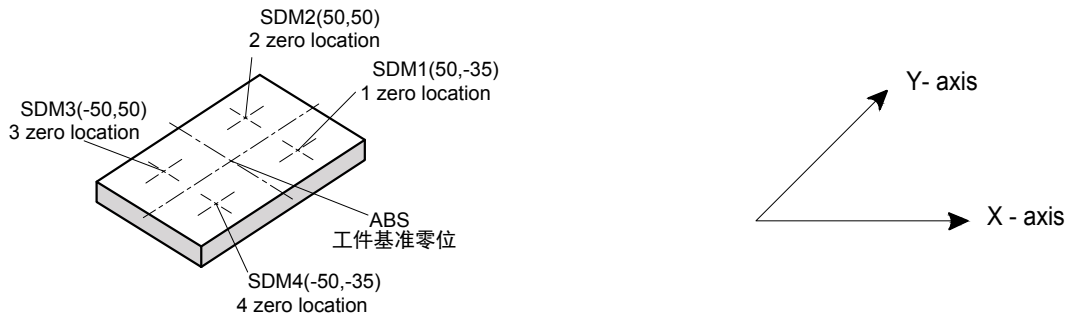 SDM2(50,50)
2 zero location
SDM1(50,-35)
1 zero location
SDM3(-50,50)
3 zero location
ABS
工件基准零位
SDM4(-50,-35)
4 zero location
Y- axis
X - axis